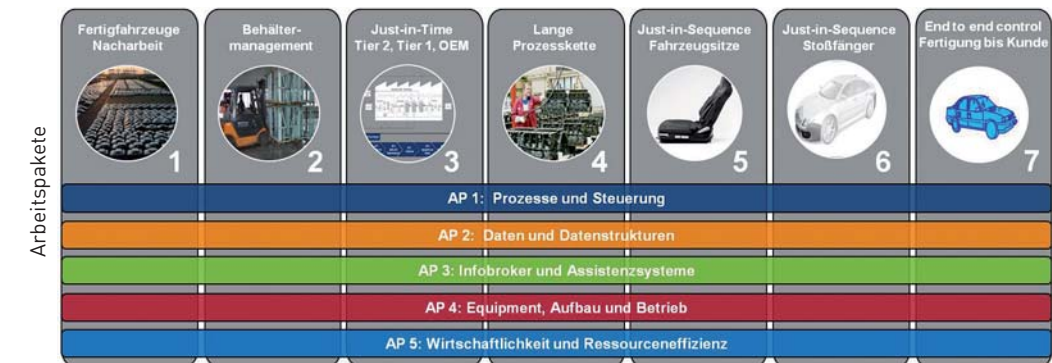 Fertigfahrzeuge
Nacharbeit
1
Behälter-
management
2
Just-in-Time
Tier 2, Tier 1, OEM
3
Lange
Prozesskette
4
Just-in-Sequence
Fahrzeugsitze
5
Just-in-Sequence
Stoßfänger
6
End to end control
Fertigung bis Kunde
7
Arbeitspakete
AP 1: Prozesse und Steuerung
AP 2: Daten und Datenstrukturen
AP 3: Infobroker und Assistenzsysteme
AP 4: Equipment, Aufbau und Betrieb
AP 5: Wirtschaftlichkeit und Ressourceneffizienz